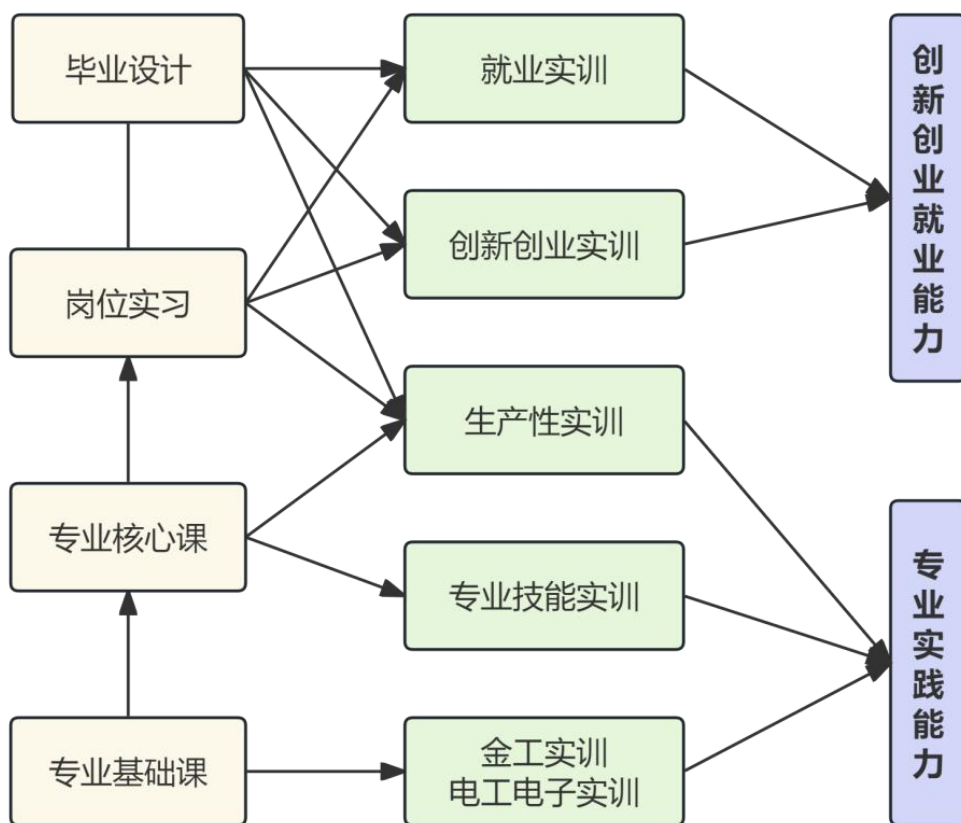 毕业设计
就业实训
创新创业就业能力
创新创业实训
岗位实习
生产性实训
专业核心课
专业技能实训
专业实践能力
专业基础课
金工实训
电工电子实训